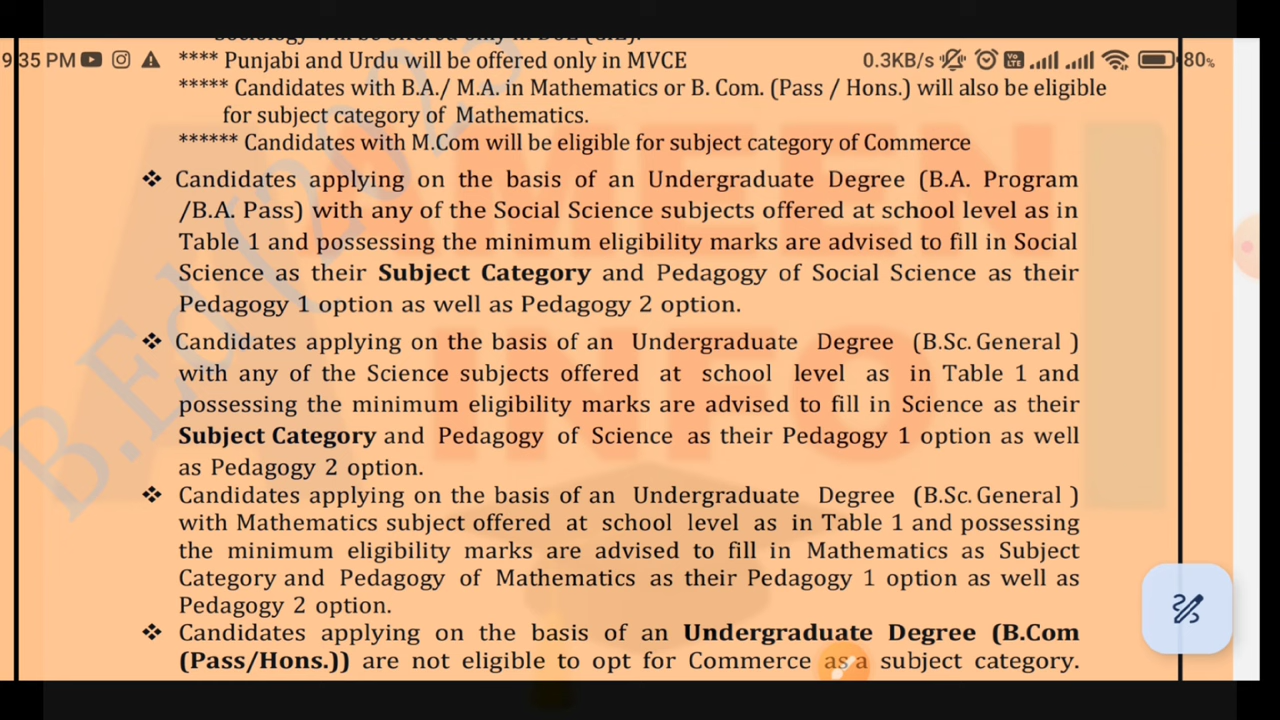 sociology will be offered only in
9:35 PM 0.3KB/s 80%
**** Punjabi and Urdu will be offered only in MVCE
***** Candidates with B.A./ M.A. in Mathematics or B. Com. (Pass / Hons.) will also be eligible
for subject category of Mathematics.
****** Candidates with M.Com will be eligible for subject category of Commerce
❖ Candidates applying on the basis of an Undergraduate Degree (B.A. Program
/B.A. Pass) with any of the Social Science subjects offered at school level as in
Table 1 and possessing the minimum eligibility marks are advised to fill in Social
Science as their Subject Category and Pedagogy of Social Science as their
Pedagogy 1 option as well as Pedagogy 2 option.
❖ Candidates applying on the basis of an Undergraduate Degree (B.Sc. General )
with any of the Science subjects offered at school level as in Table 1 and
possessing the minimum eligibility marks are advised to fill in Science as their
Subject Category and Pedagogy of Science as their Pedagogy 1 option as well
as Pedagogy 2 option.
❖ Candidates applying on the basis of an Undergraduate Degree (B.Sc. General )
with Mathematics subject offered at school level as in Table 1 and possessing
the minimum eligibility marks are advised to fill in Mathematics as Subject
Category and Pedagogy of Mathematics as their Pedagogy 1 option as well as
Pedagogy 2 option.
❖ Candidates applying on the basis of an Undergraduate Degree (B.Com
(Pass/Hons.)) are not eligible to opt for Commerce as a subject category.
MEEN
INFO